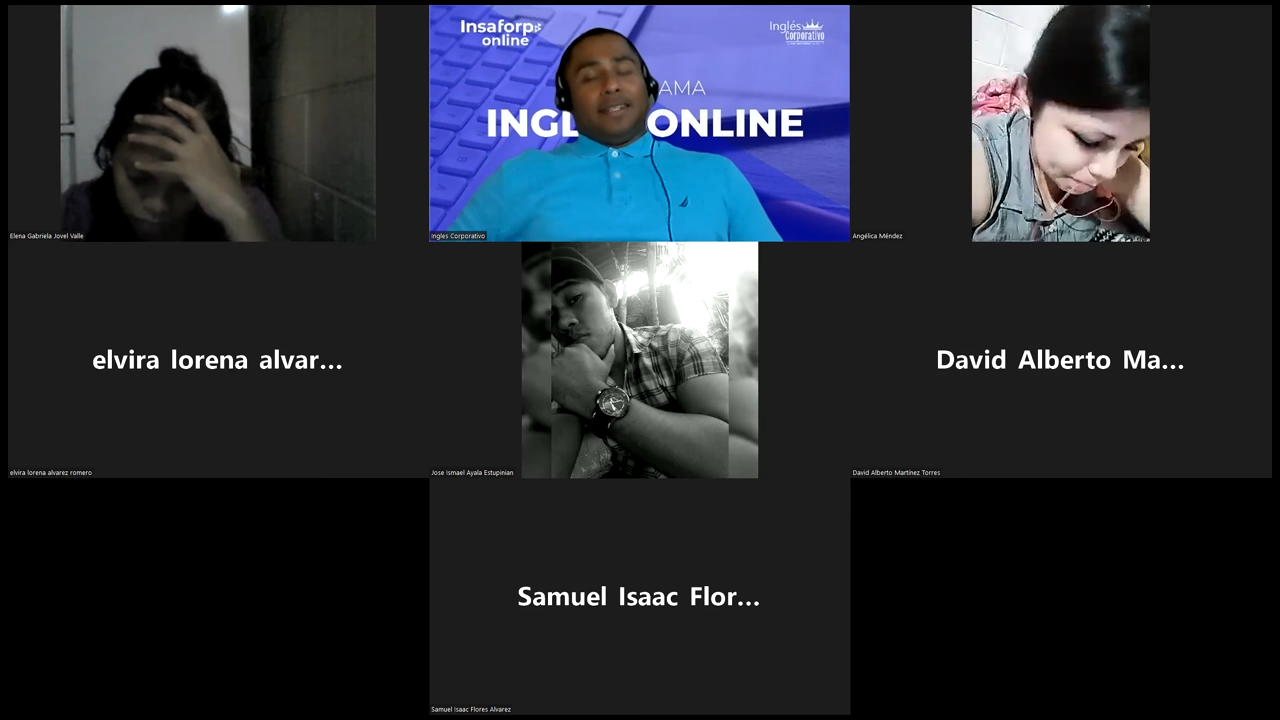 Insaforp
online
Inglés
Corporativo
AMA
INGL ONLINE
Elena Gabriela Jovel Valle
Ingles Corporativo
Angélica Méndez
elvira lorena alvar...
David Alberto Ma...
elvira lorena alvarez romero
Jose Ismael Ayala Estupinian
David Alberto Martínez Torres
Samuel Isaac Flor...
Samuel Isaac Flores Alvarez